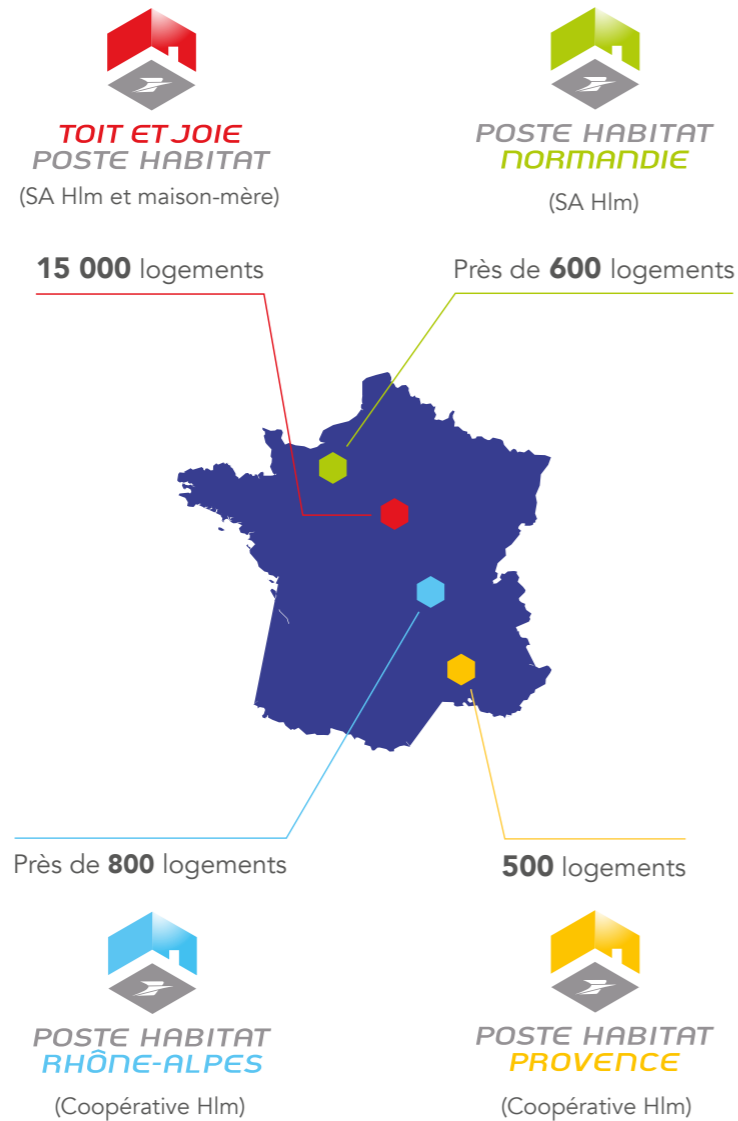 TOIT ET JOIE
POSTE HABITAT
(SA Hlm et maison-mère)
15 000 logements
POSTE HABITAT
NORMANDIE
(SA Hlm)
Près de 600 logements
Près de 800 logements
POSTE HABITAT
RHÔNE-ALPES
(Coopérative Hlm)
500 logements
POSTE HABITAT
PROVENCE
(Coopérative Hlm)